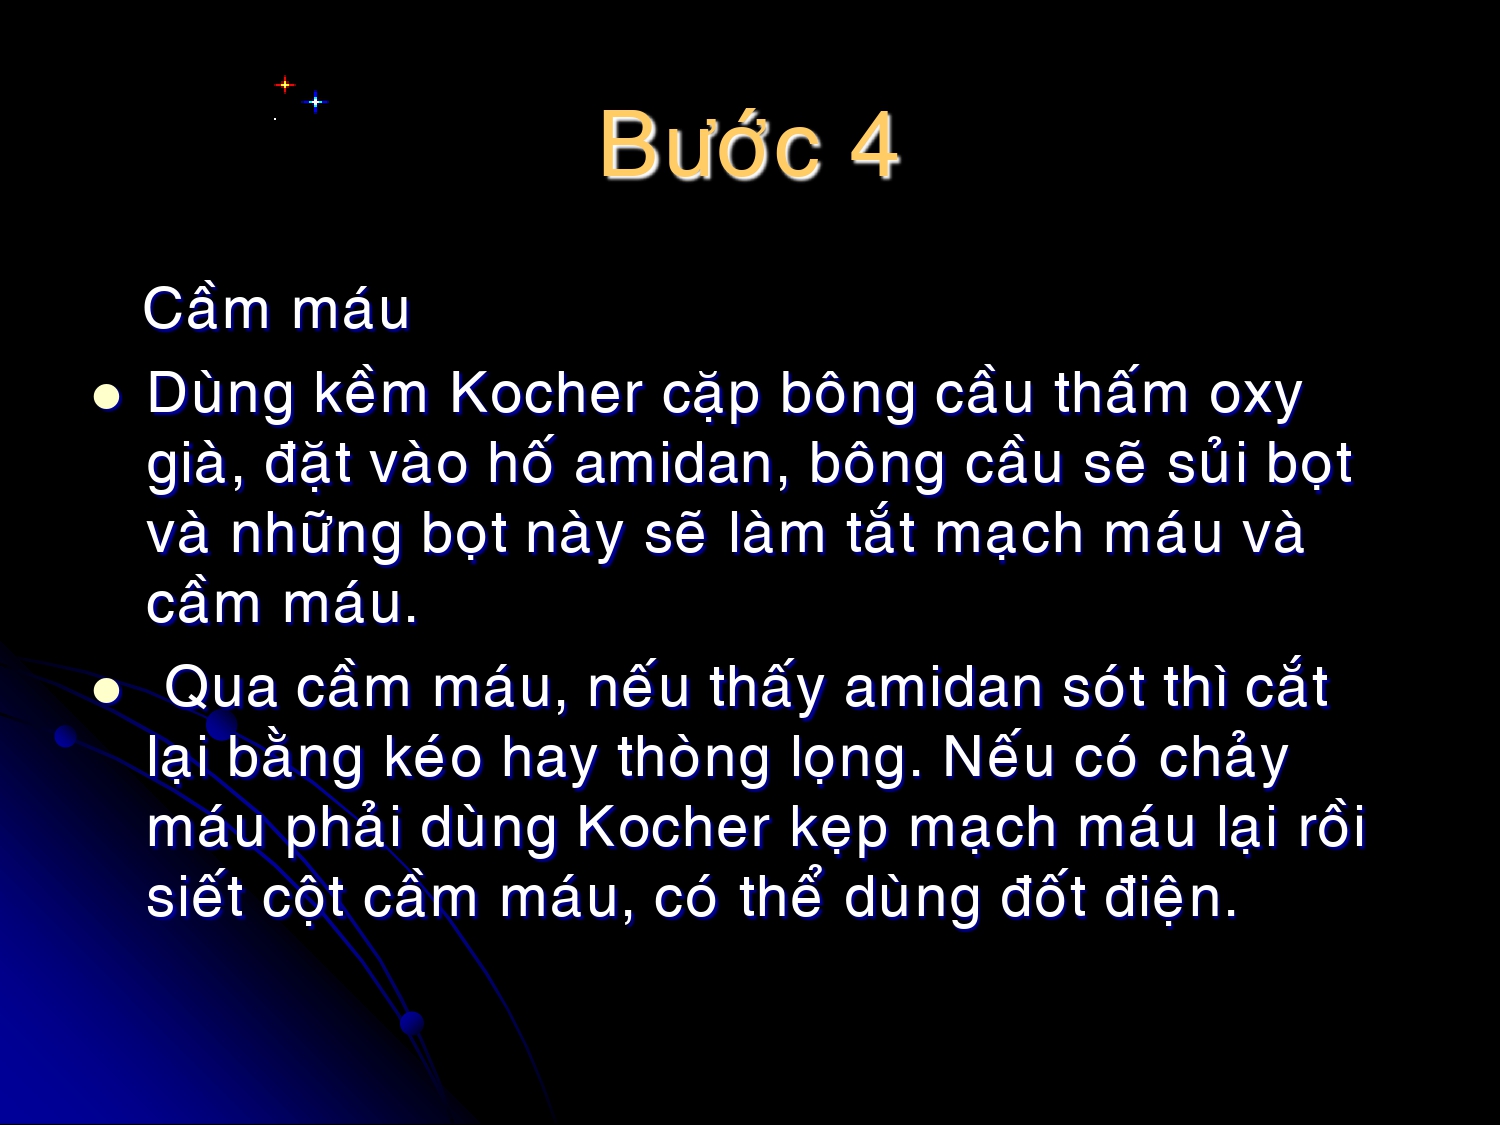 Bước 4
Cầm máu
Dùng kềm Kocher cặp bông cầu thấm oxy
già, đặt vào hố amidan, bông cầu sẽ sủi bọt
và những bọt này sẽ làm tắt mạch máu và
cầm máu.
Qua cầm máu, nếu thấy amidan sót thì cắt
lại bằng kéo hay thòng lọng. Nếu có chảy
máu phải dùng Kocher kẹp mạch máu lại rồi
siết cột cầm máu, có thể dùng đốt điện.